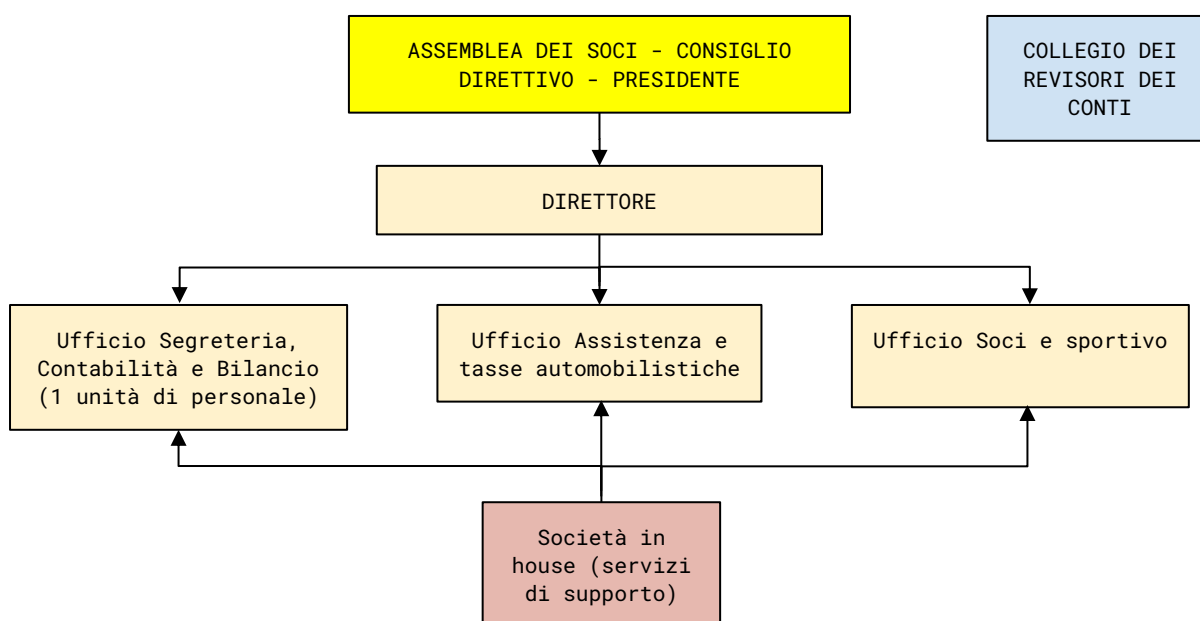 ASSEMBLEA DEI SOCI - CONSIGLIO
DIRETTIVO - PRESIDENTE
COLLEGIO DEI
REVISORI DEI
CONTI
DIRETTORE
Ufficio Segreteria,
Contabilità e Bilancio
(1 unità di personale)
Ufficio Assistenza e
tasse automobilistiche
Ufficio Soci e sportivo
Società in
house (servizi
di supporto)